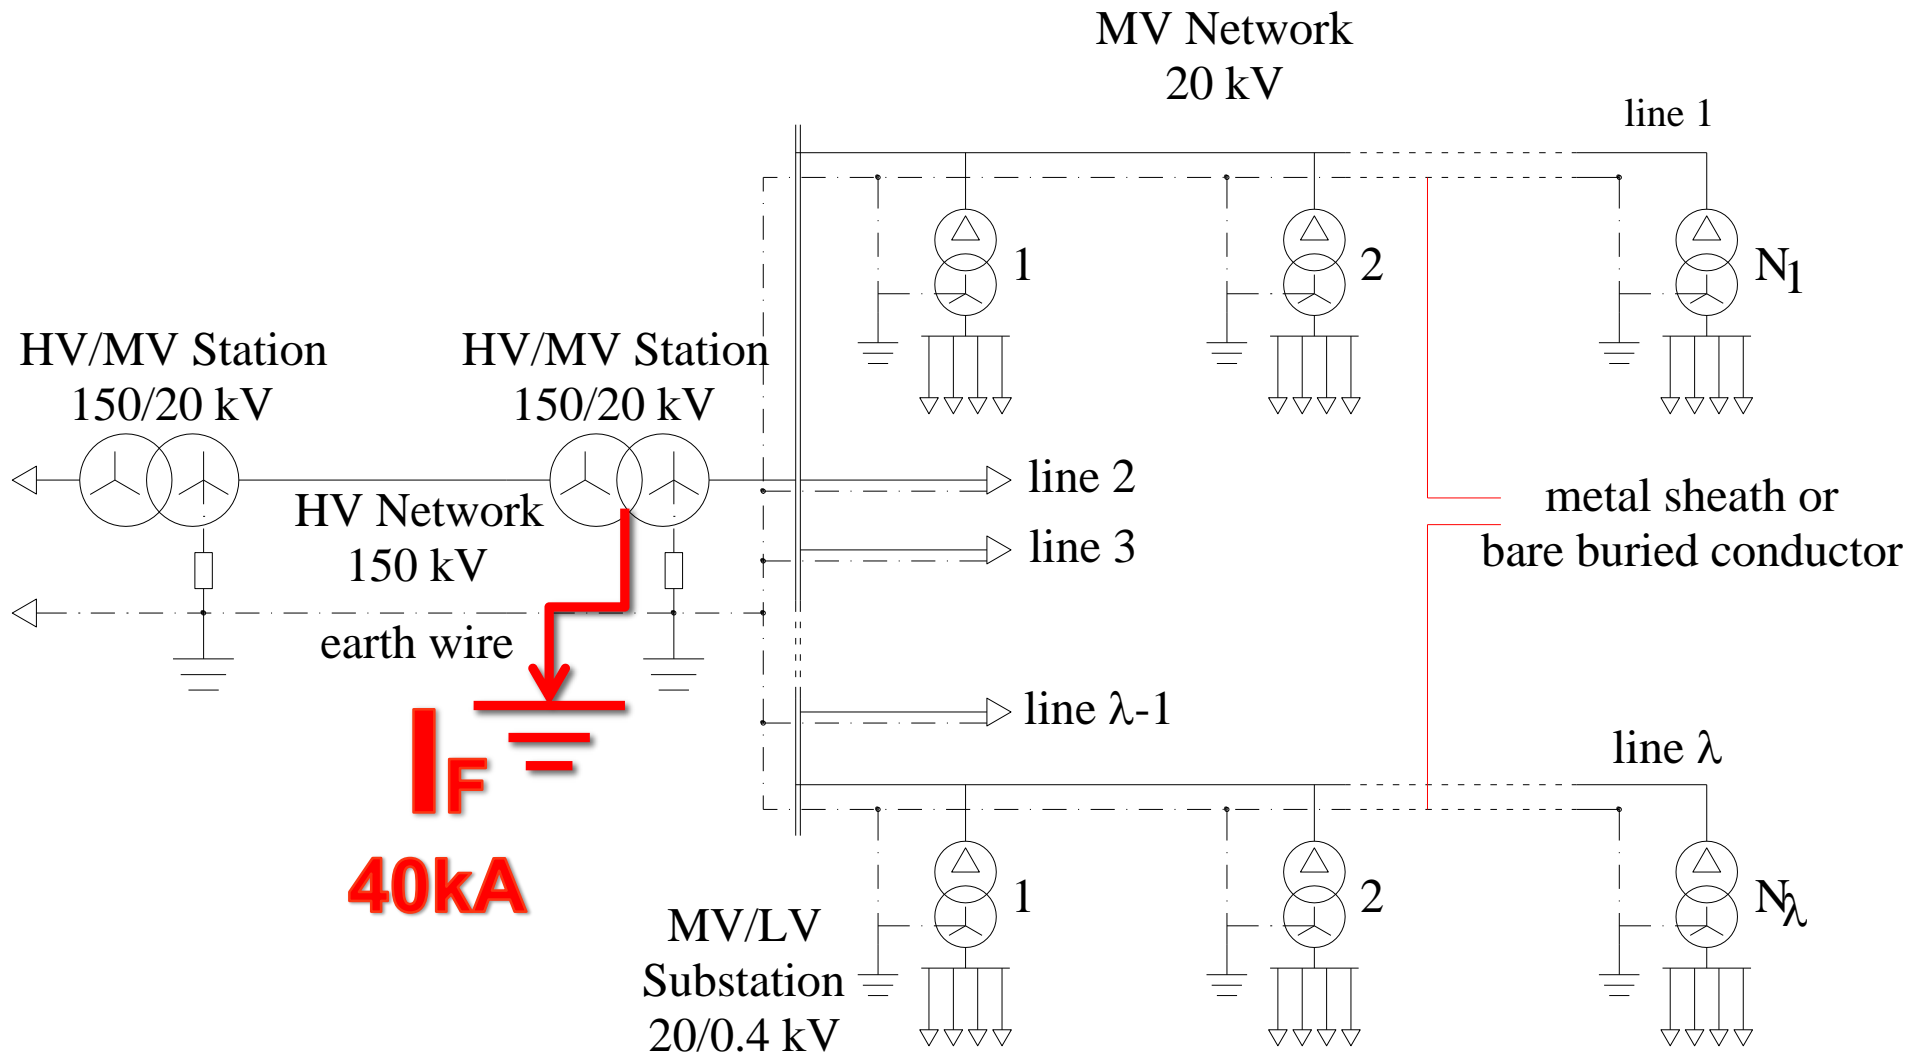 MV Network
20 kV
line 1
1
2
N1
HV/MV Station
150/20 kV
HV/MV Station
150/20 kV
line 2
HV Network
150 kV
line 3
metal sheath or
bare buried conductor
earth wire
line λ-1
IF
40kA
line λ
1
2
Nλ
MV/LV
Substation
20/0.4 kV